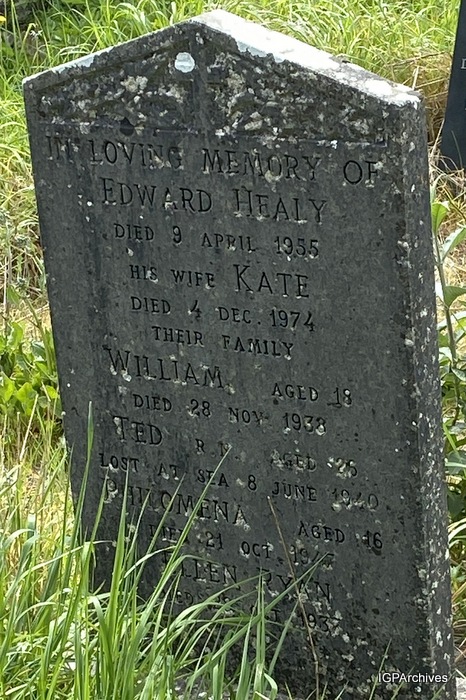 IN LOVING MEMORY OF
EDWARD HEALY
DIED 9 APRIL 1955
HIS WIFE KATE
DIED 4 DEC. 1974
THEIR FAMILY
WILLIAM AGED 18
DIED 28 NOV 1938
TED R.N. AGED 25
LOST AT SEA 8 JUNE 1940
PHILOMENA AGED 16
DIED 21 OCT.
RYAN
IGPArchives